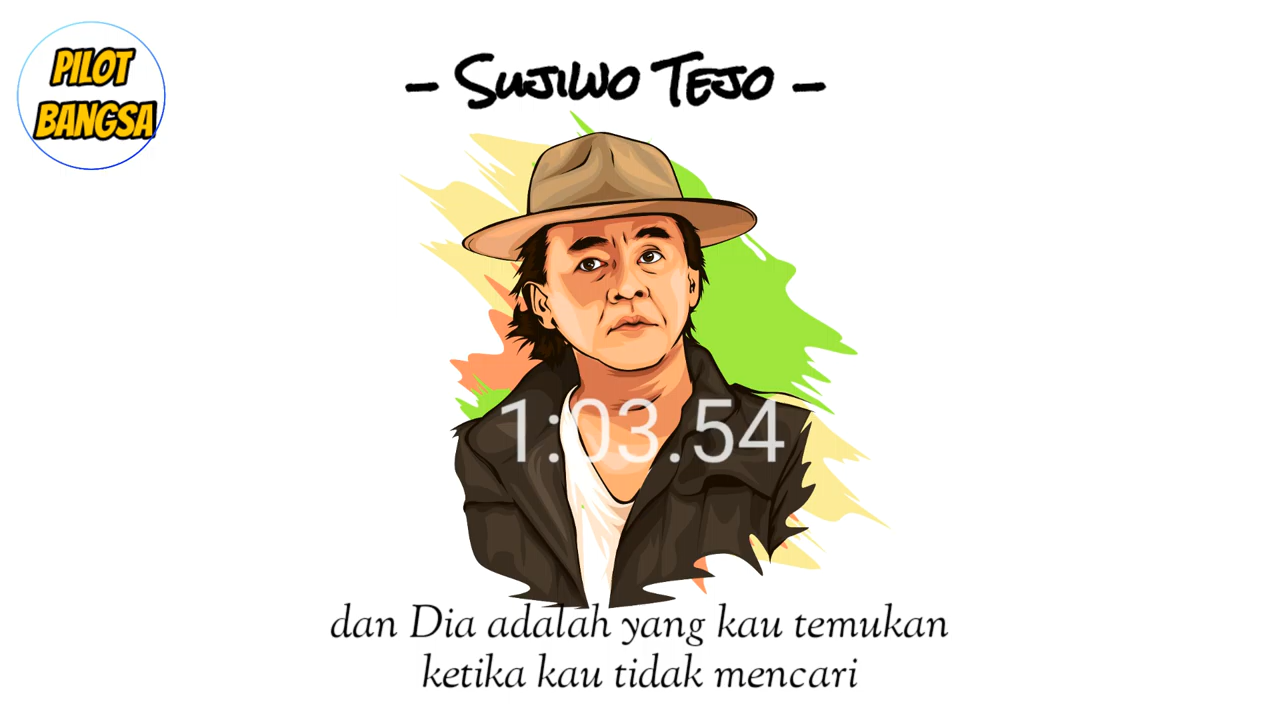 PILOT
BANGSA
- Sujiwo Tejo -
1:03.54
dan Dia adalah yang kau temukan
ketika kau tidak mencari